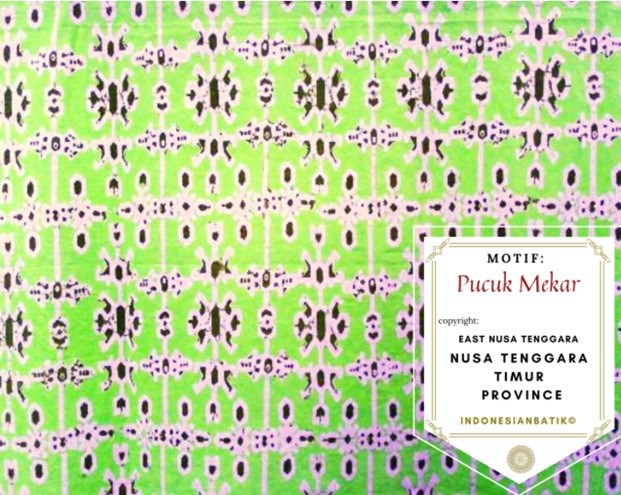 MOTIF:
Pucuk Mekar
copyright:
EAST NUSA TENGGARA
NUSA TENGGARA
TIMUR
PROVINCE
INDONESIANBATIK©